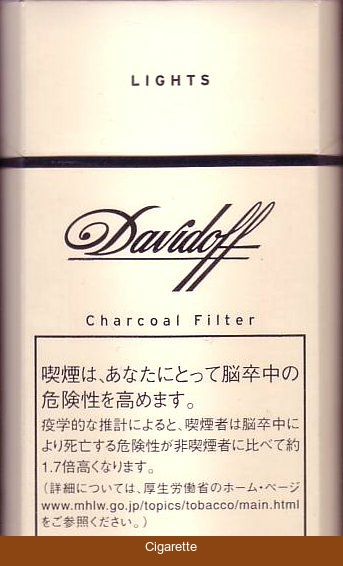 LIGHTS
Davidoff
Charcoal Filter
喫煙は、あなたにとって脳卒中の
危険性を高めます。
疫学的な推計によると、喫煙者は脳卒中に
より死亡する危険性が非喫煙者に比べて約
1.7倍高くなります。
（詳細については、厚生労働省のホーム・ページ
www.mhlw.go.jp/topics/tobacco/main.html
をご参照ください。）
Cigarette